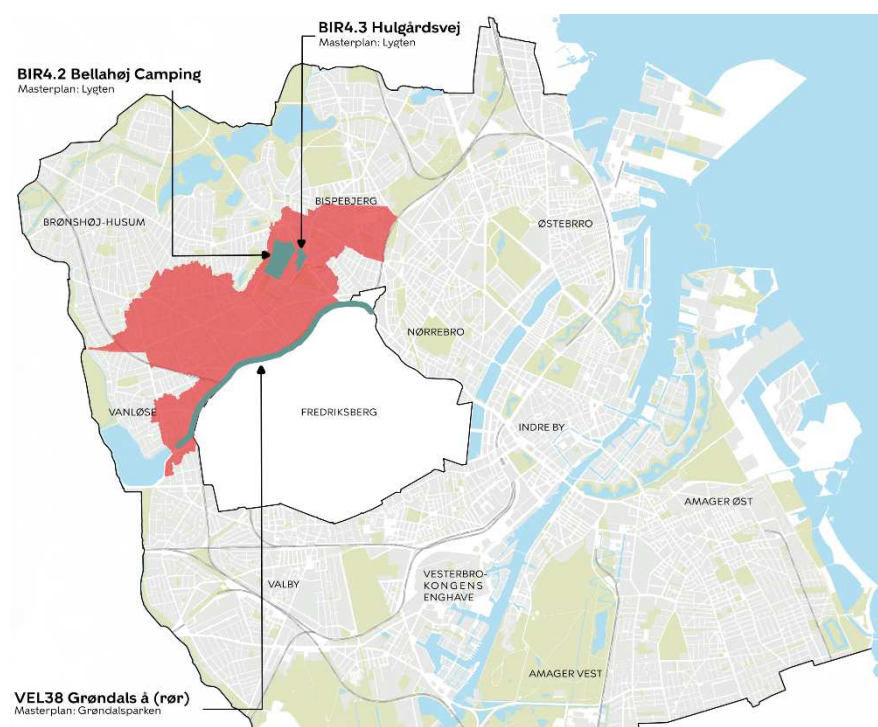 BIR4.3 Hulgårdsvej
Masterplan: Lygten
BIR4.2 Bellahøj Camping
Masterplan: Lygten
BISPEBJERG
BRØNSHØJ-HUSUM
ØSTEBRRO
NØRREBRO
VANLØSE
FREDRIKSBERG
INDRE BY
AMAGER ØST
VALBY
VESTERBRO-
KONGENS
ENGHAVE
AMAGER VEST
VEL38 Grøndals å (rør)
Masterplan: Grøndalsparken